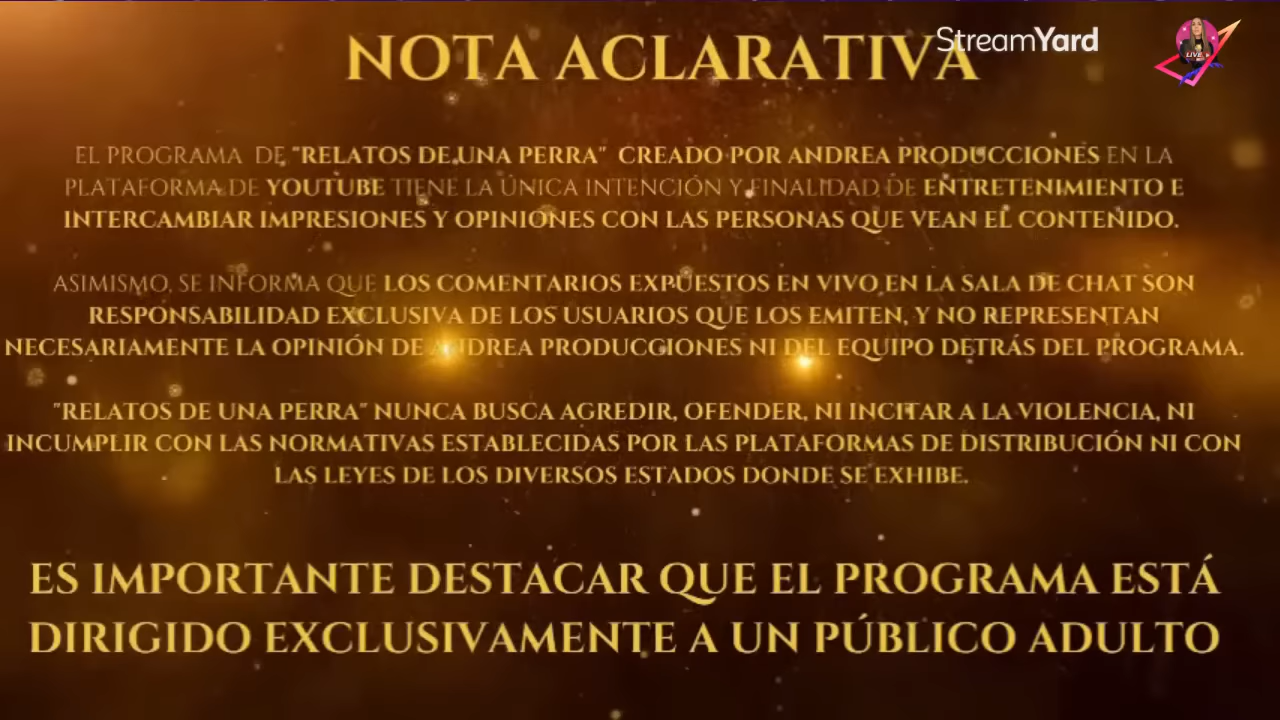 NOTA ACLARATIVA
StreamYard
LIVE
EL PROGRAMA DE "RELATOS DE UNA PERRA" CREADO POR ANDREA PRODUCCIONES EN LA
PLATAFORMA DE YOUTUBE TIENE LA ÚNICA INTENCIÓN Y FINALIDAD DE ENTRETENIMIENTO E
INTERCAMBIAR IMPRESIONES Y OPINIONES CON LAS PERSONAS QUE VEAN EL CONTENIDO.
ASIMISMO, SE INFORMA QUE LOS COMENTARIOS EXPUESTOS EN VIVO EN LA SALA DE CHAT SON
RESPONSABILIDAD EXCLUSIVA DE LOS USUARIOS QUE LOS EMITEN, Y NO REPRESENTAN
NECESARIAMENTE LA OPINIÓN DE ANDREA PRODUCCIONES NI DEL EQUIPO DETRÁS DEL PROGRAMA.
"RELATOS DE UNA PERRA" NUNCA BUSCA AGREDIR, OFENDER, NI INCITAR A LA VIOLENCIA, NI
INCUMPLIR CON LAS NORMATIVAS ESTABLECIDAS POR LAS PLATAFORMAS DE DISTRIBUCIÓN NI CON
LAS LEYES DE LOS DIVERSOS ESTADOS DONDE SE EXHIBE.
ES IMPORTANTE DESTACAR QUE EL PROGRAMA ESTÁ
DIRIGIDO EXCLUSIVAMENTE A UN PÚBLICO ADULTO